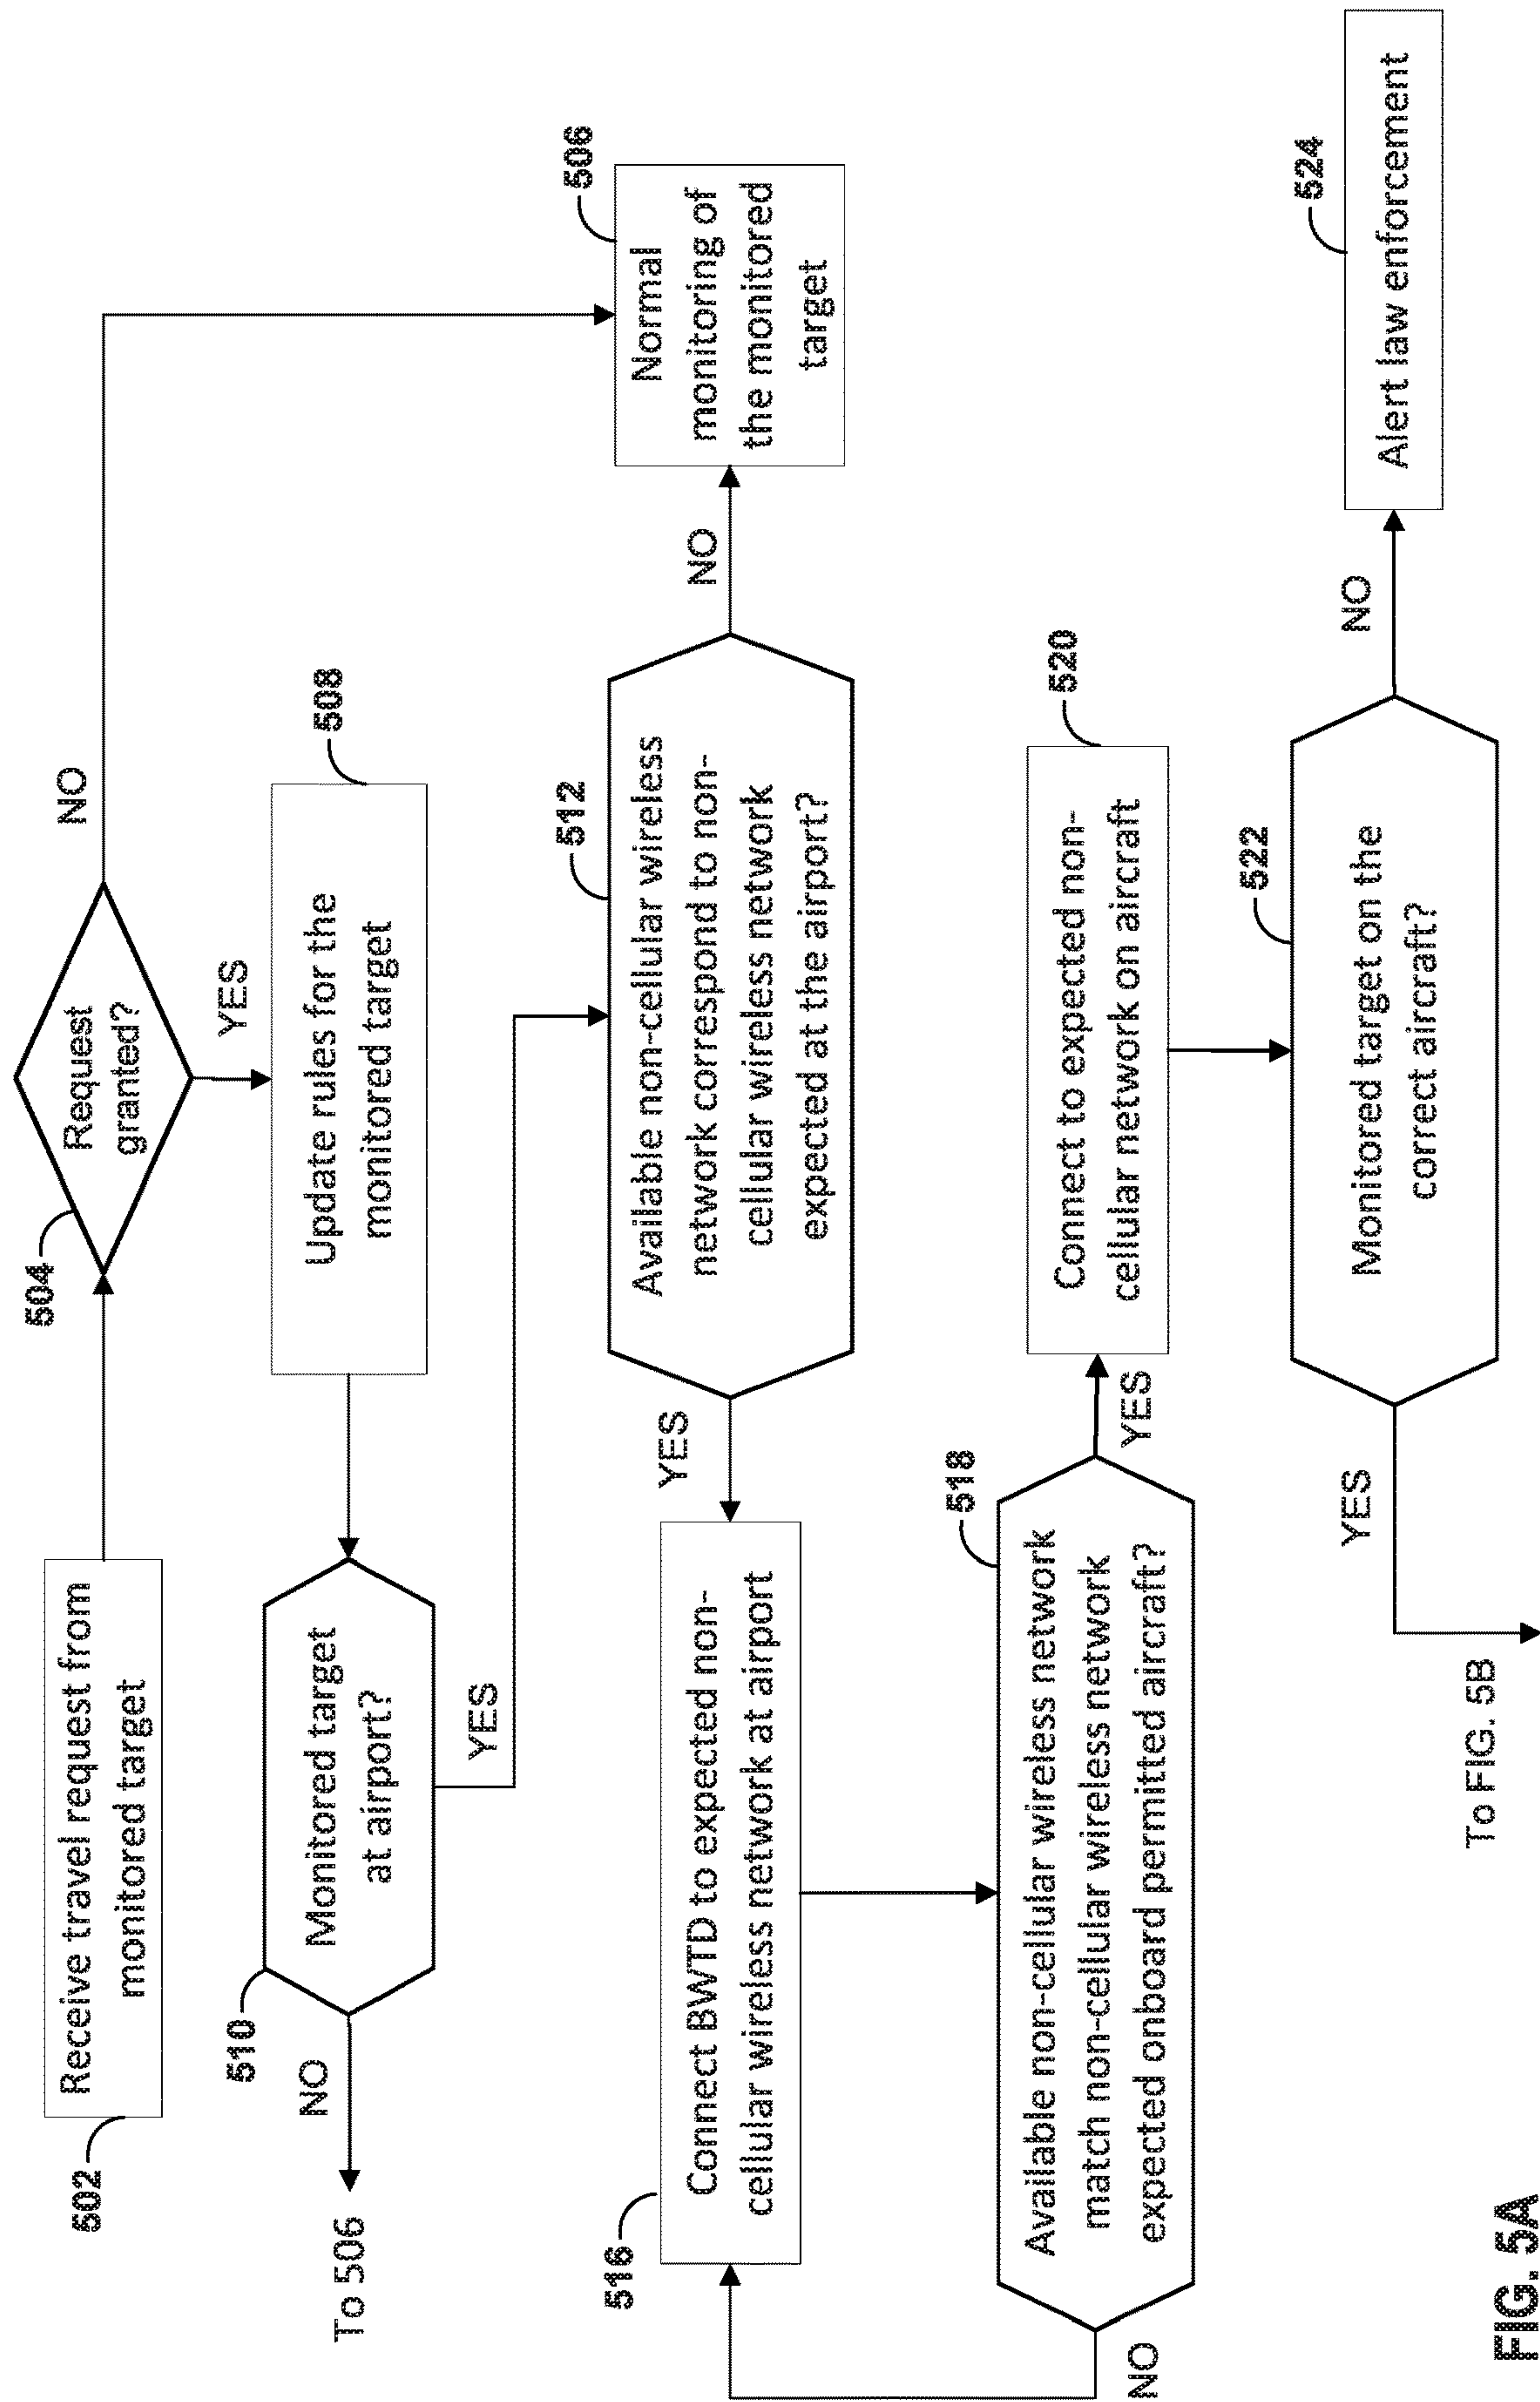 502
Receive travel request from
monitored target
504
Request
granted?
NO
YES
508
Update rules for the
monitored target
506
Normal
monitoring of
the monitored
target
510
Monitored target
at airport?
NO
To 506
YES
512
Available non-cellular wireless
network correspond to non-
cellular wireless network
expected at the airport?
NO
YES
516
Connect BWTD to expected non-
cellular wireless network at airport
518
Available non-cellular wireless network
match non-cellular wireless network
expected onboard permitted aircraft?
NO
YES
520
Connect to expected non-
cellular network on aircraft
522
Monitored target on the
correct aircraft?
NO
524
Alert law enforcement
YES
To FIG. 5B
FIG. 5A